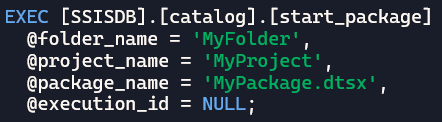 EXEC [SSISDB].[catalog].[start_package]
@folder_name = 'MyFolder',
@project_name = 'MyProject',
@package_name = 'MyPackage.dtsx',
@execution_id = NULL;